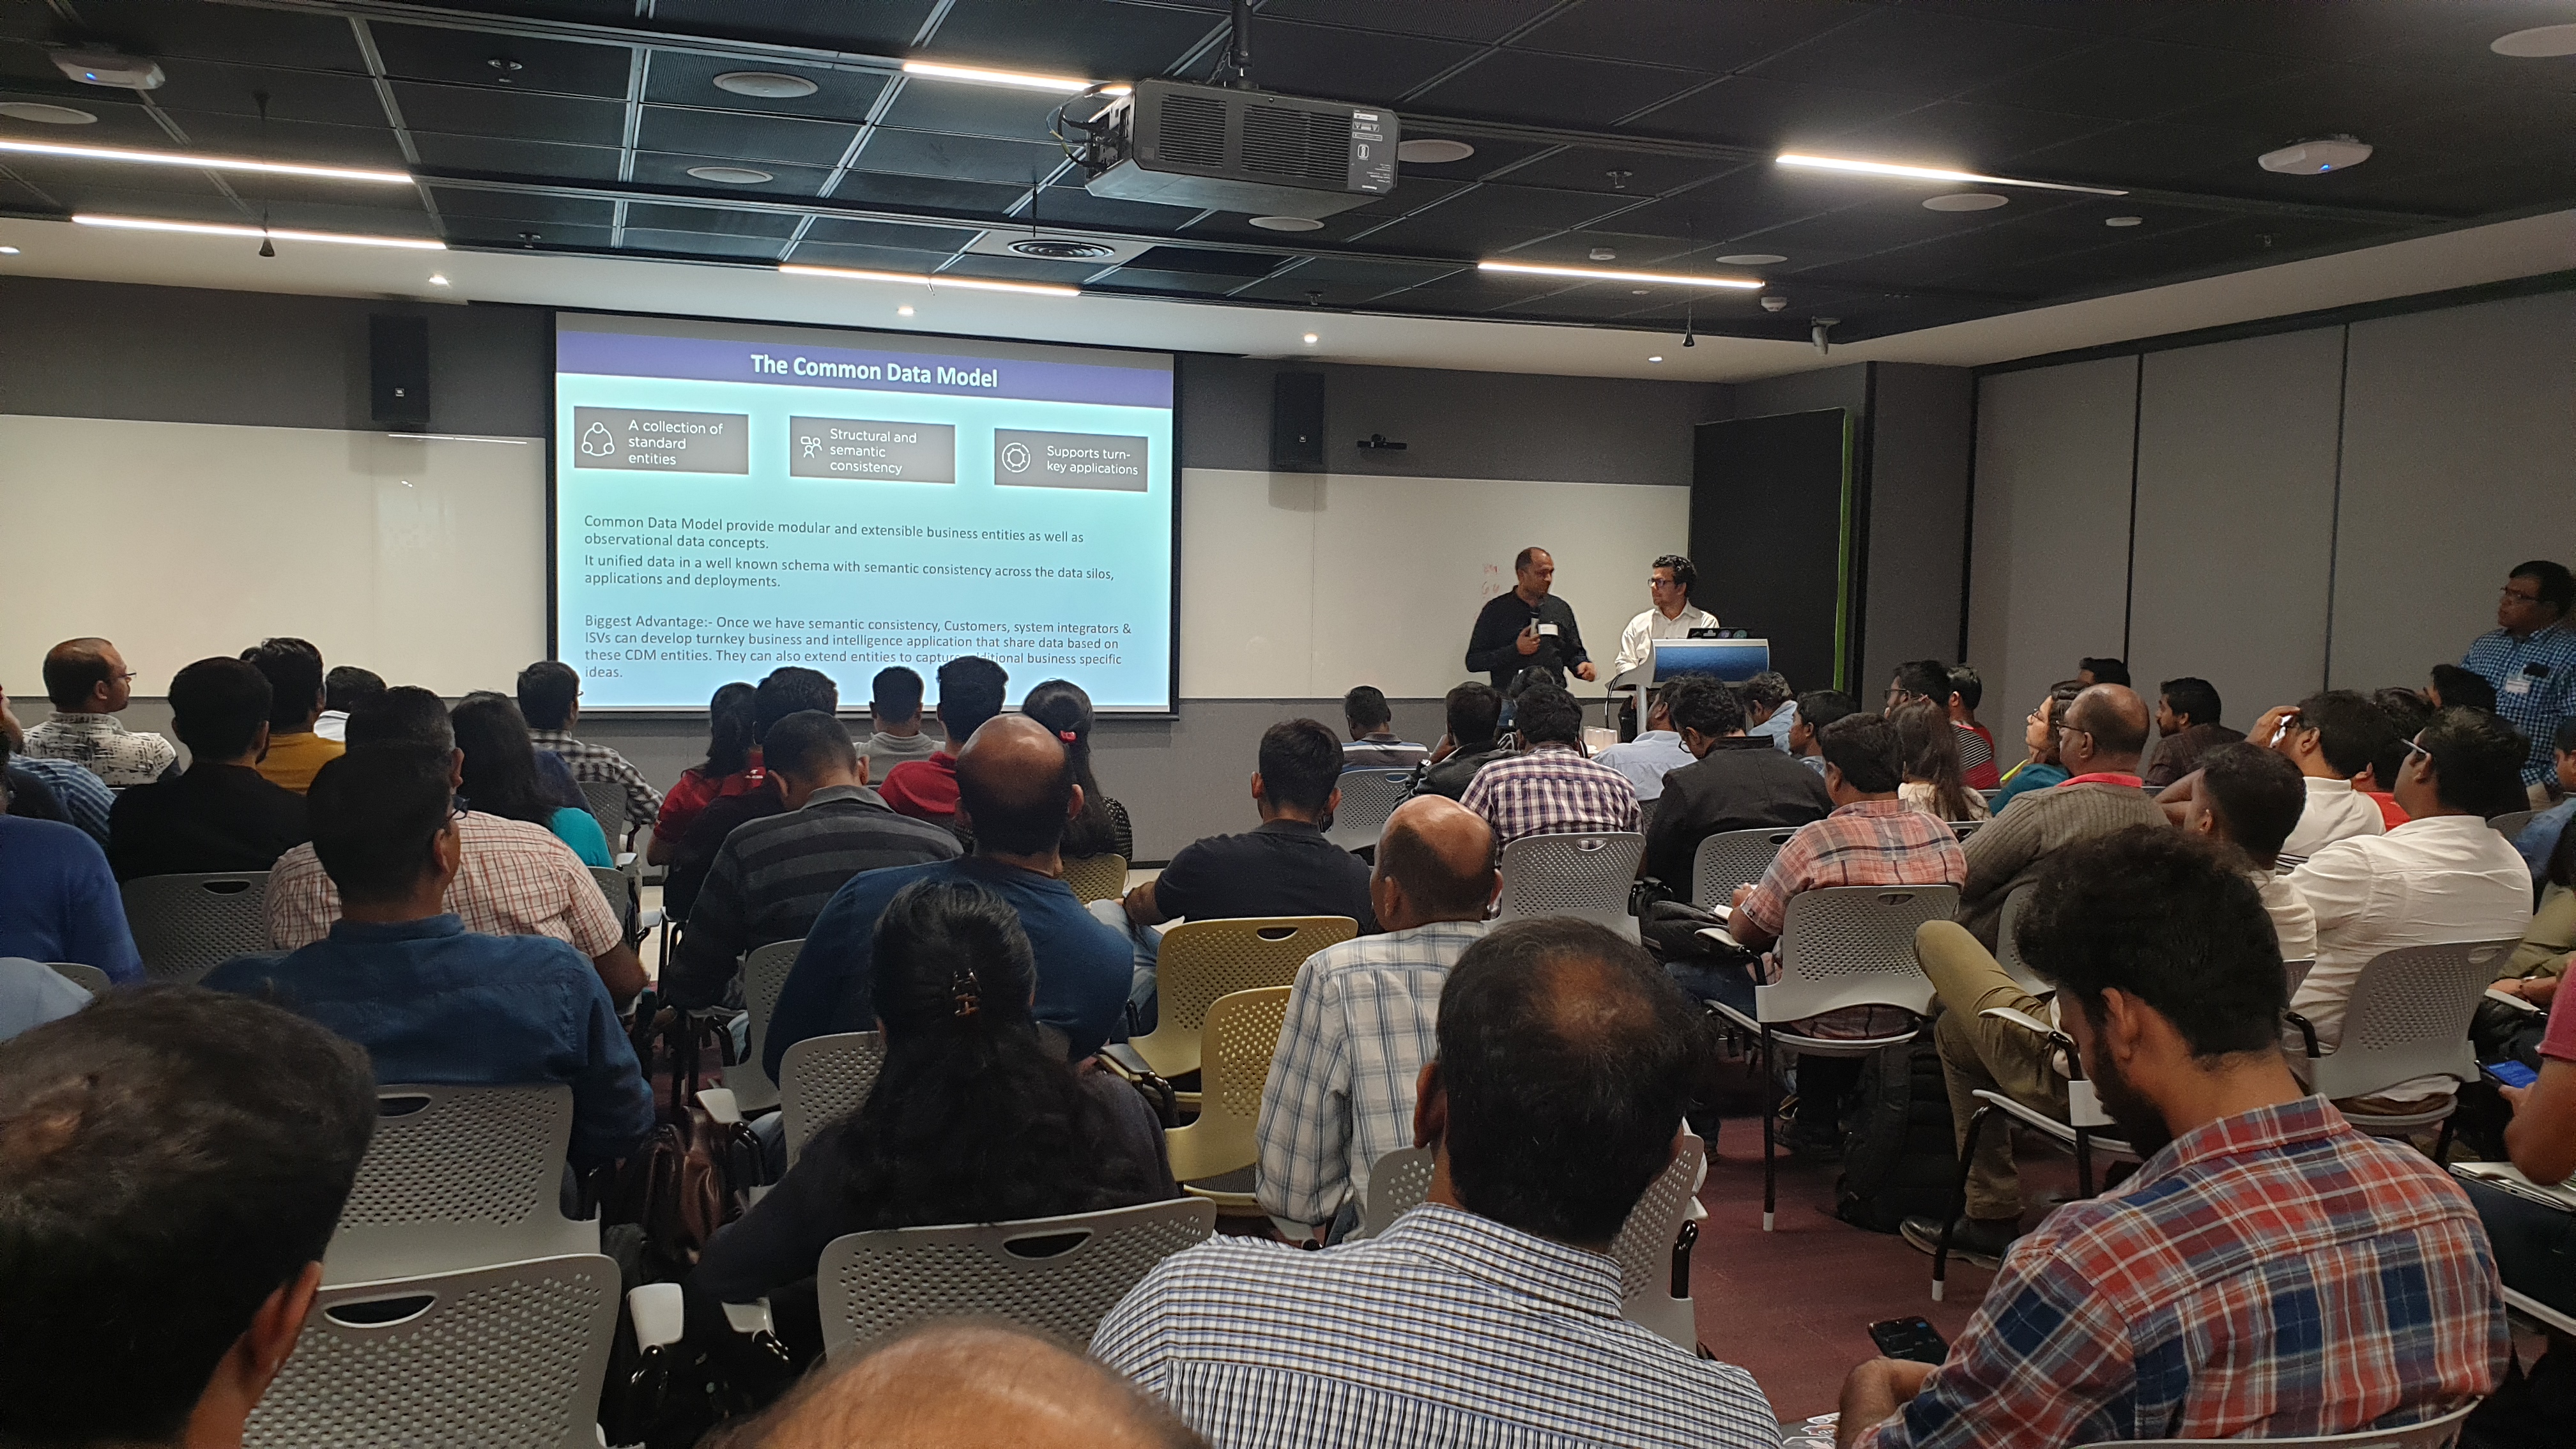 The Common Data Model
A collection of
standard
entities
Structural and
semantic
consistency
Supports turn-
key applications
Common Data Model provide modular and extensible business entities as well as
observational data concepts.
It unified data in a well known schema with semantic consistency across the data silos,
applications and deployments.
Biggest Advantage:- Once we have semantic consistency, Customers, system integrators &
ISVs can develop turnkey business and intelligence application that share data based on
these CDM entities. They can also extend entities to capture additional business specific
ideas.